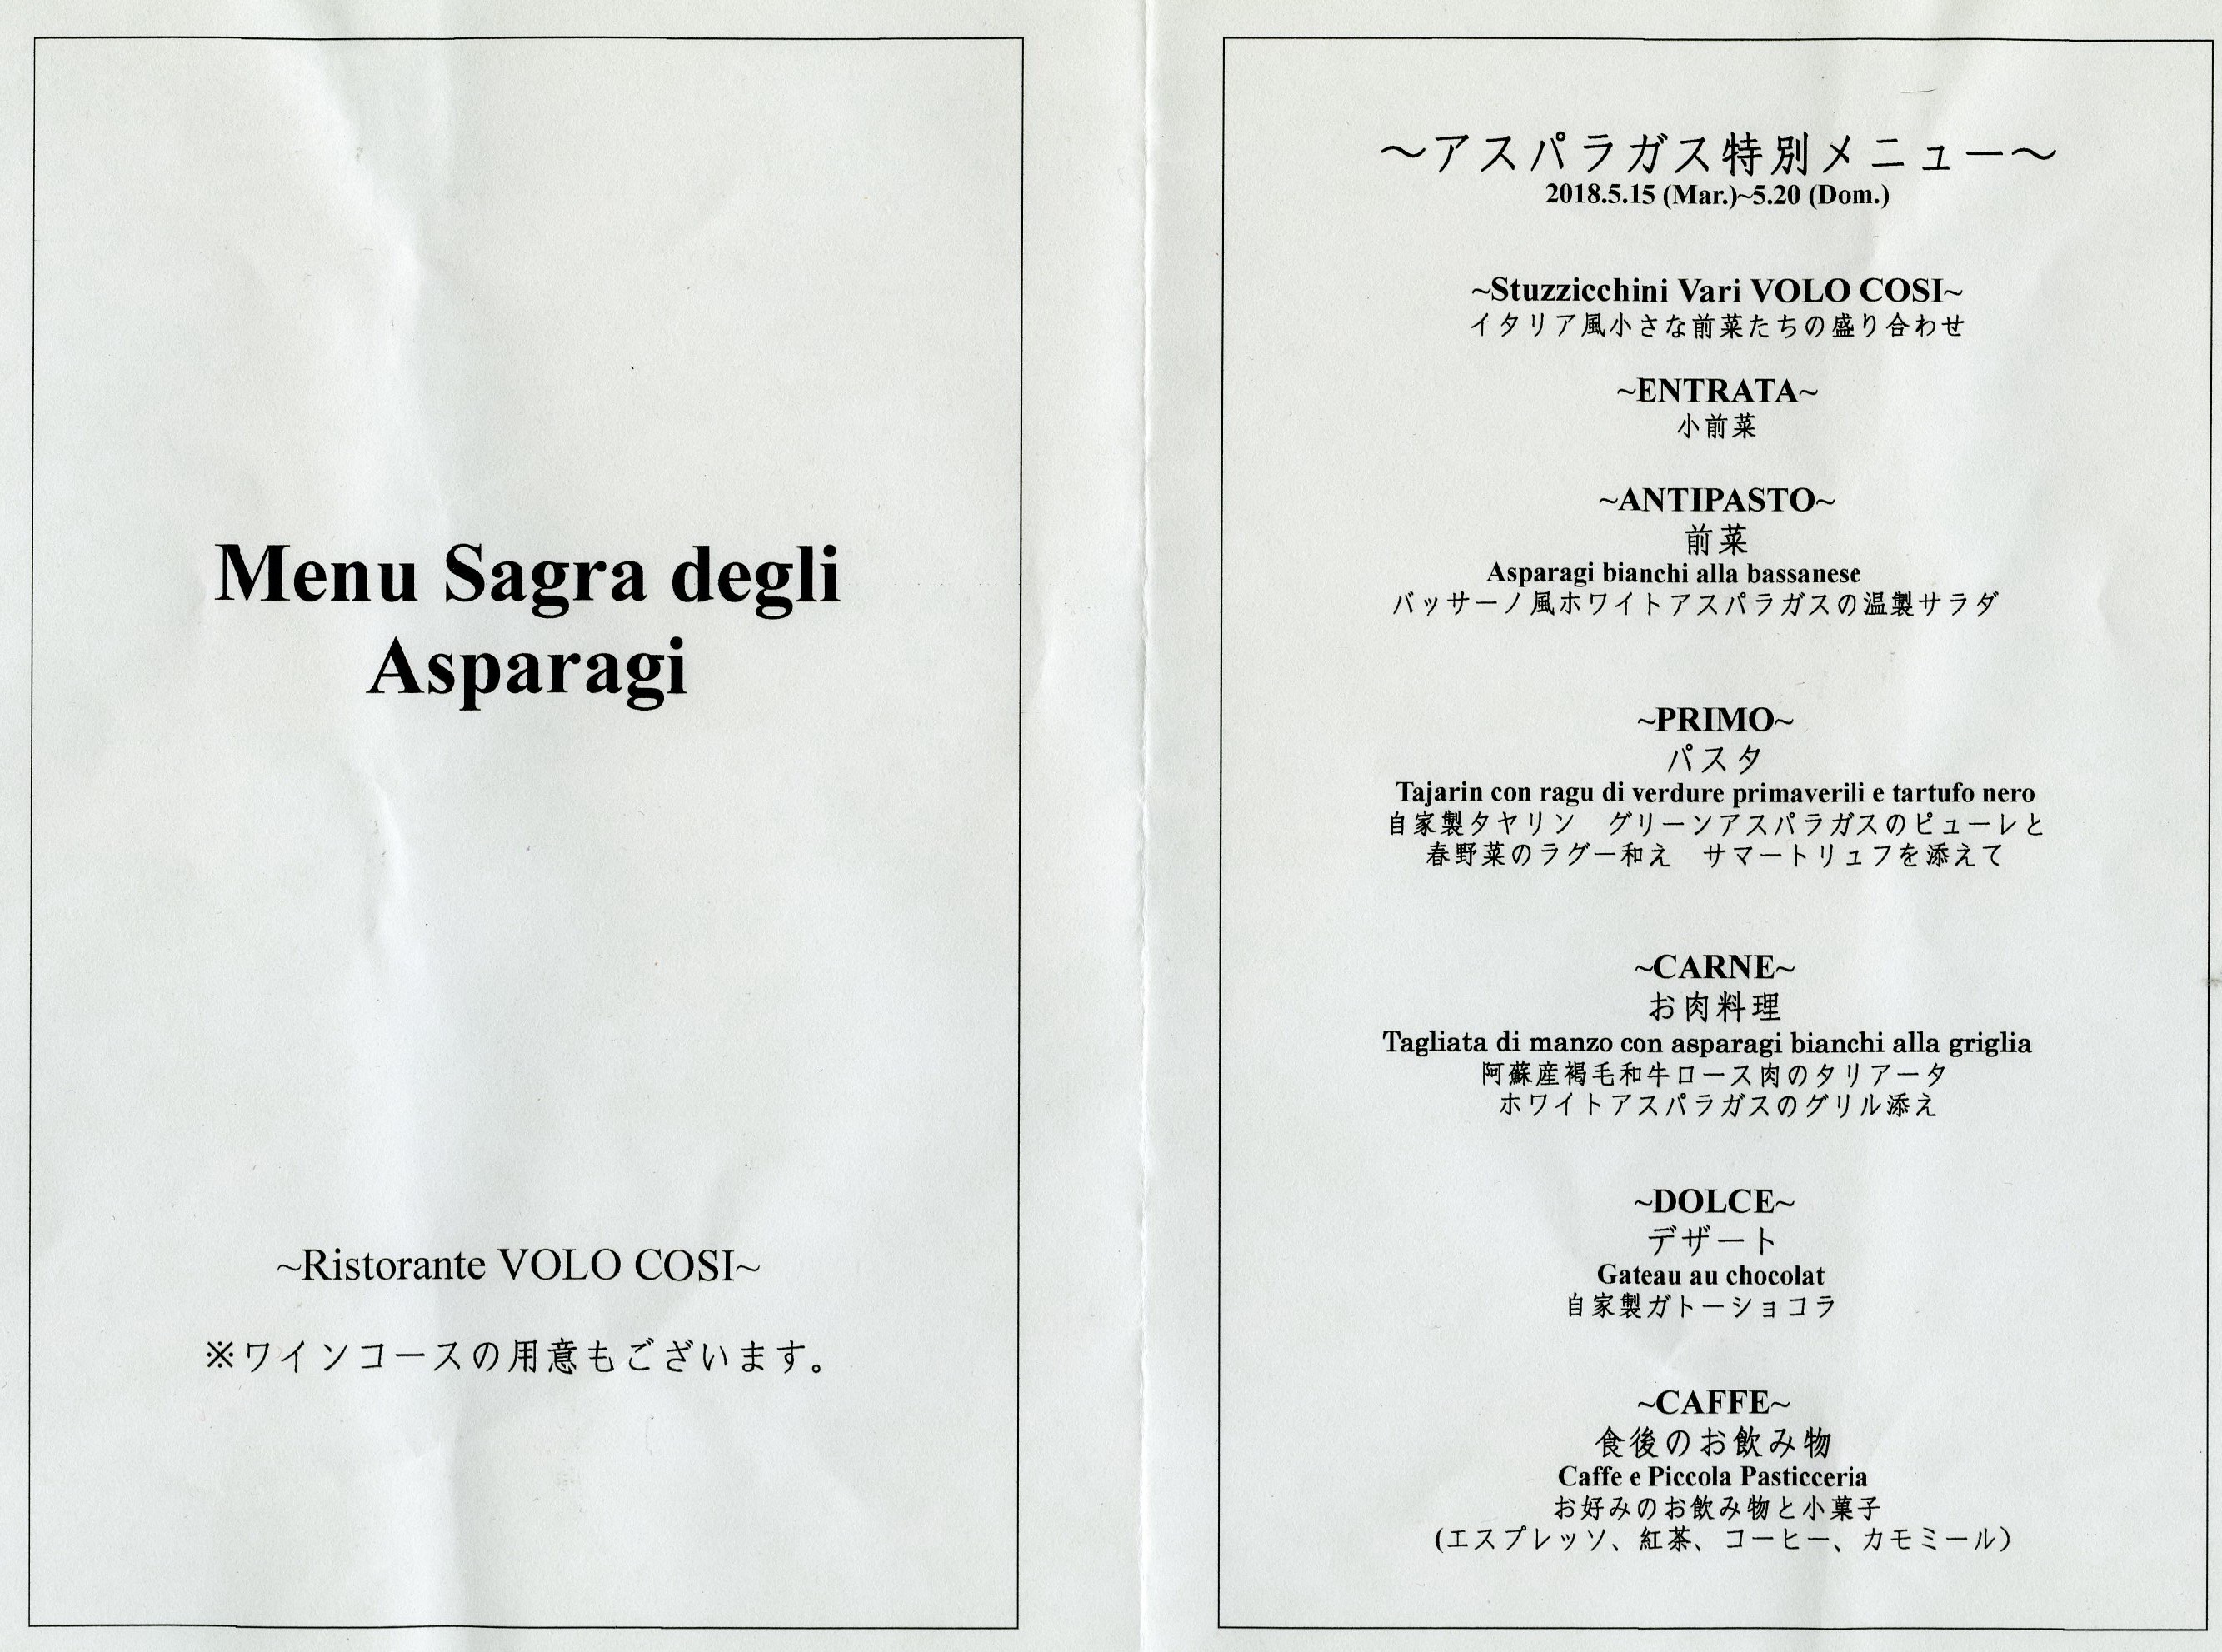 Menu Sagra degli
Asparagi
~Ristorante VOLO COSI~
※ワインコースの用意もございます。
～アスパラガス特別メニュー～
2018.5.15 (Mar.)~5.20 (Dom.)
~Stuzzicchini Vari VOLO COSI~
イタリア風小さな前菜たちの盛り合わせ
~ENTRATA~
小前菜
~ANTIPASTO~
前菜
Asparagi bianchi alla bassanese
バッサーノ風ホワイトアスパラガスの温製サラダ
~PRIMO~
パスタ
Tajarin con ragu di verdure primaverili e tartufo nero
自家製タヤリン　グリーンアスパラガスのピューレと
春野菜のラグー和え　サマートリュフを添えて
~CARNE~
お肉料理
Tagliata di manzo con asparagi bianchi alla griglia
阿蘇産褐毛和牛ロース肉のタリアータ
ホワイトアスパラガスのグリル添え
~DOLCE~
デザート
Gateau au chocolat
自家製ガトーショコラ
~CAFFE~
食後のお飲み物
Caffe e Piccola Pasticceria
お好みのお飲み物と小菓子
(エスプレッソ、紅茶、コーヒー、カモミール）